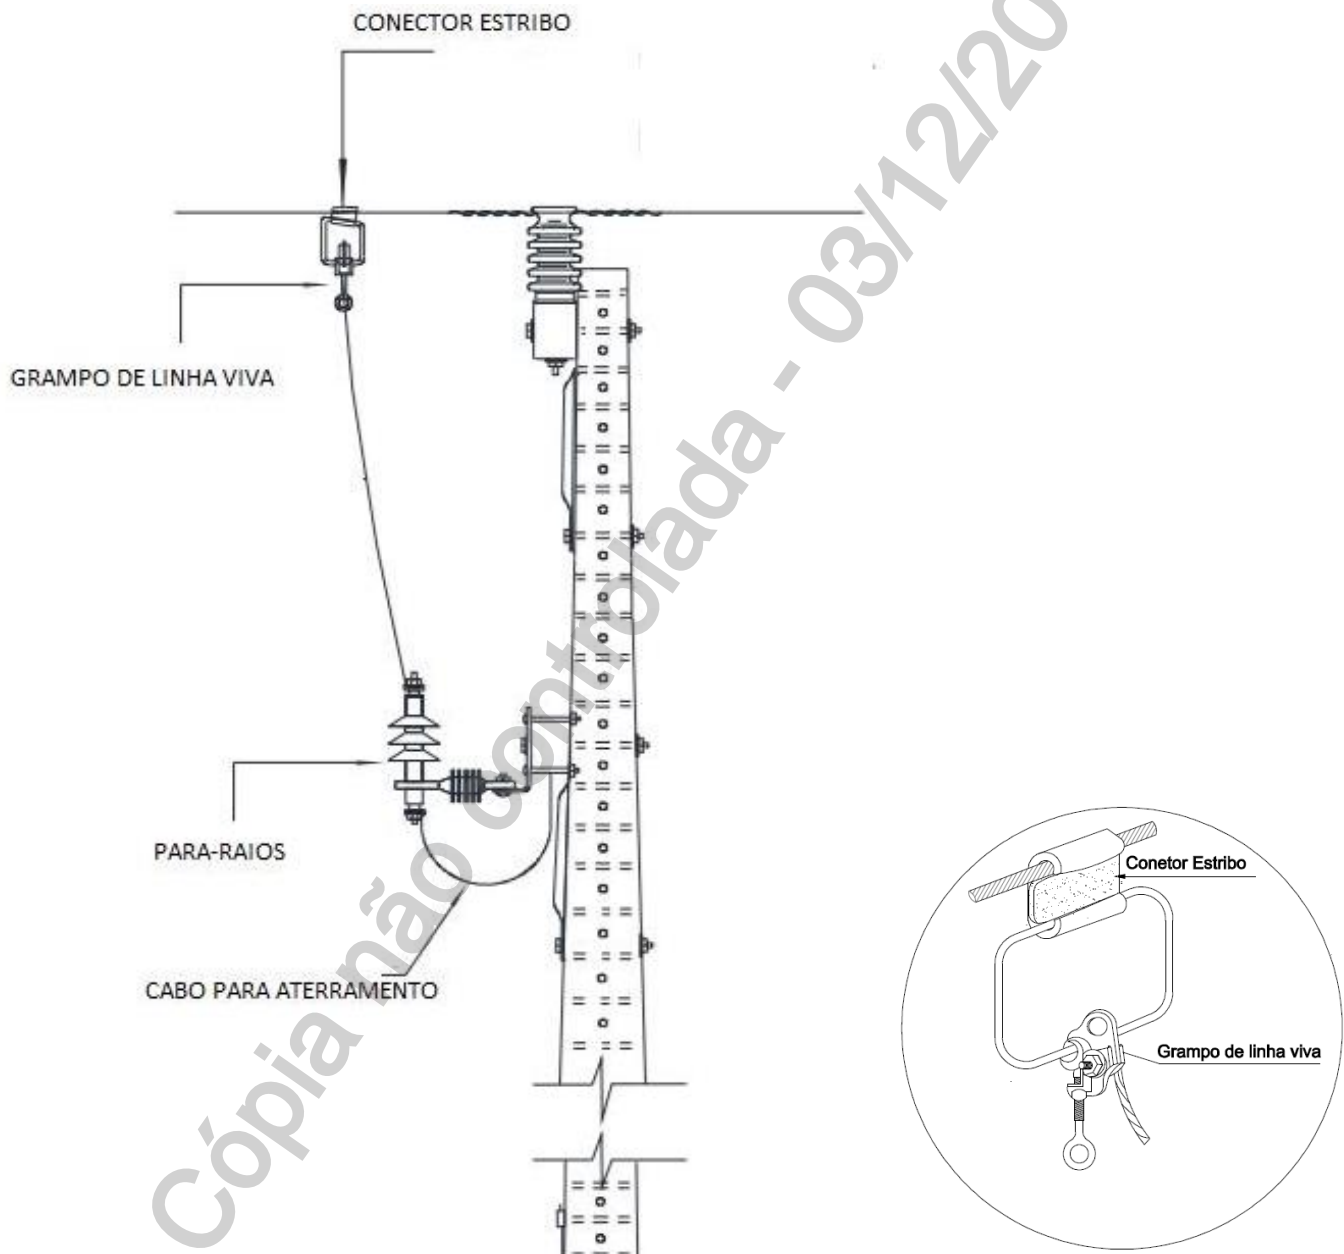 CONECTOR ESTRIBO
GRAMPO DE LINHA VIVA
PARA-RAIOS
CABO PARA ATERRAMENTO
Conetor Estribo
Grampo de linha viva
Cópia não controlada - 03/12/20